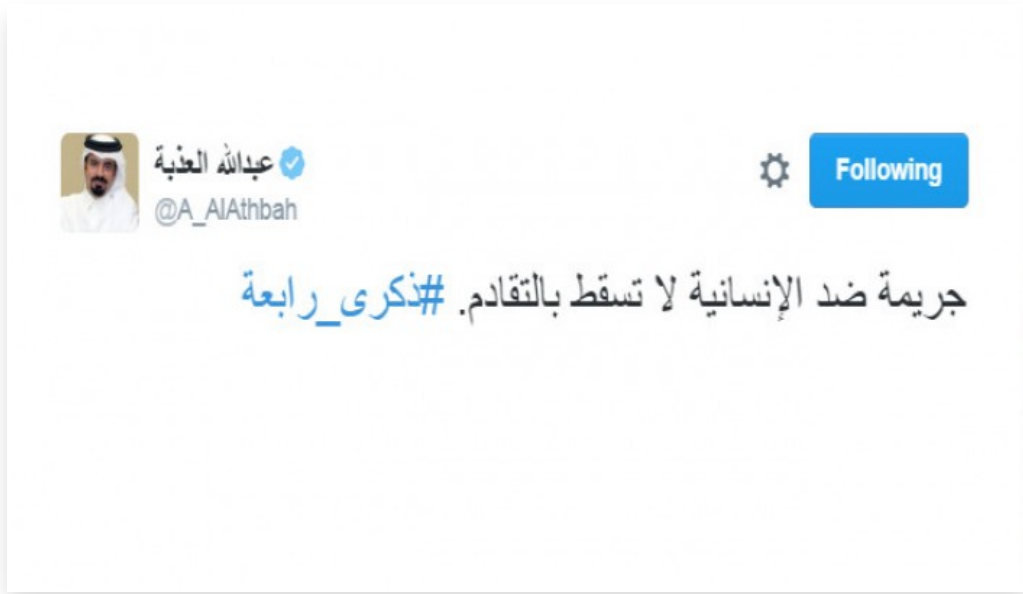 عبدالله العذبة
@A_AlAthbah
Following
جريمة ضد الإنسانية لا تسقط بالتقادم. #ذكرى_رابعة